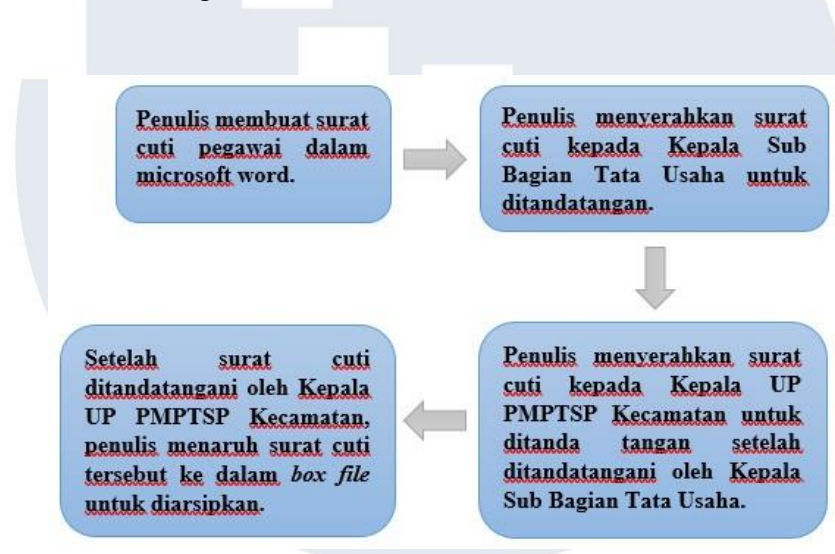 Penulis membuat surat
cuti pegawai dalam
microsoft word.
Penulis menyerahkan surat
cuti kepada Kepala Sub
Bagian Tata Usaha untuk
ditandatangan.
Penulis menyerahkan surat
cuti kepada Kepala UP
PMPTSP Kecamatan untuk
ditanda tangan setelah
ditandatangani oleh Kepala
Sub Bagian Tata Usaha.
Setelah surat cuti
ditandatangani oleh Kepala
UP PMPTSP Kecamatan,
penulis menaruh surat cuti
tersebut ke dalam box file
untuk diarsipkan.